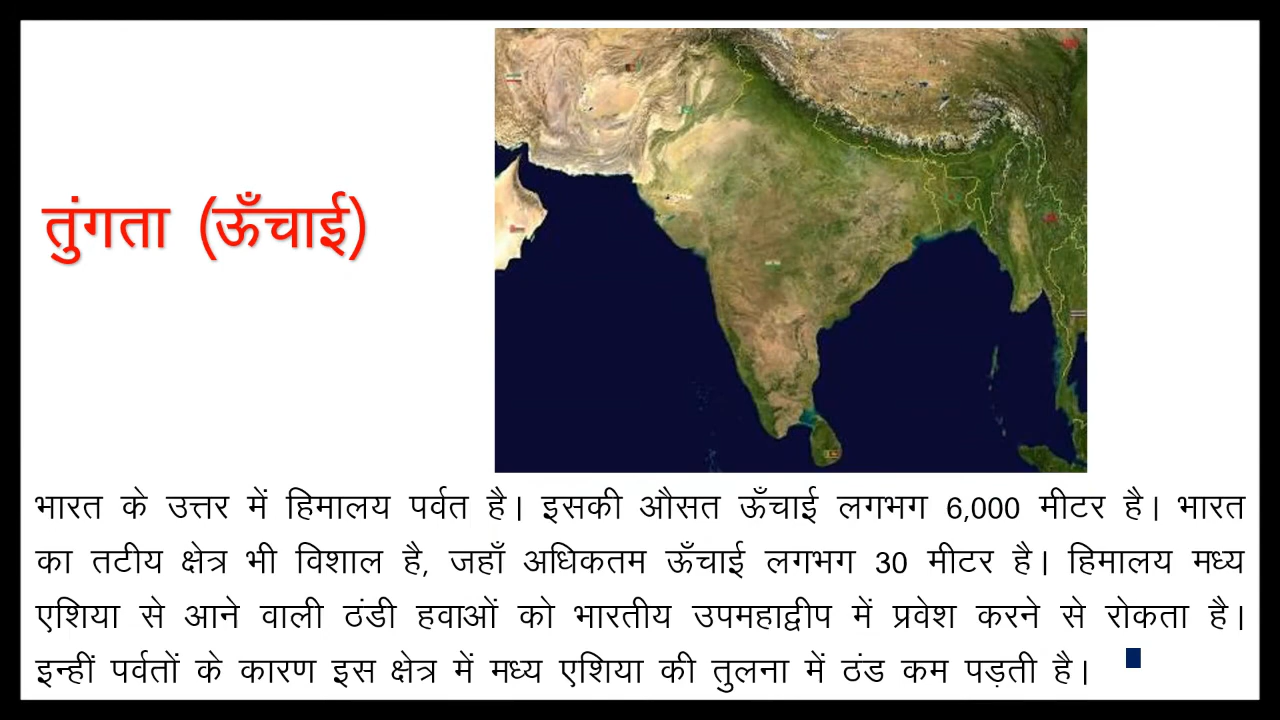 तुंगता (ऊँचाई)
भारत के उत्तर में हिमालय पर्वत है। इसकी औसत ऊँचाई लगभग 6,000 मीटर है। भारत
का तटीय क्षेत्र भी विशाल है, जहाँ अधिकतम ऊँचाई लगभग 30 मीटर है। हिमालय मध्य
एशिया से आने वाली ठंडी हवाओं को भारतीय उपमहाद्वीप में प्रवेश करने से रोकता है।
इन्हीं पर्वतों के कारण इस क्षेत्र में मध्य एशिया की तुलना में ठंड कम पड़ती है।